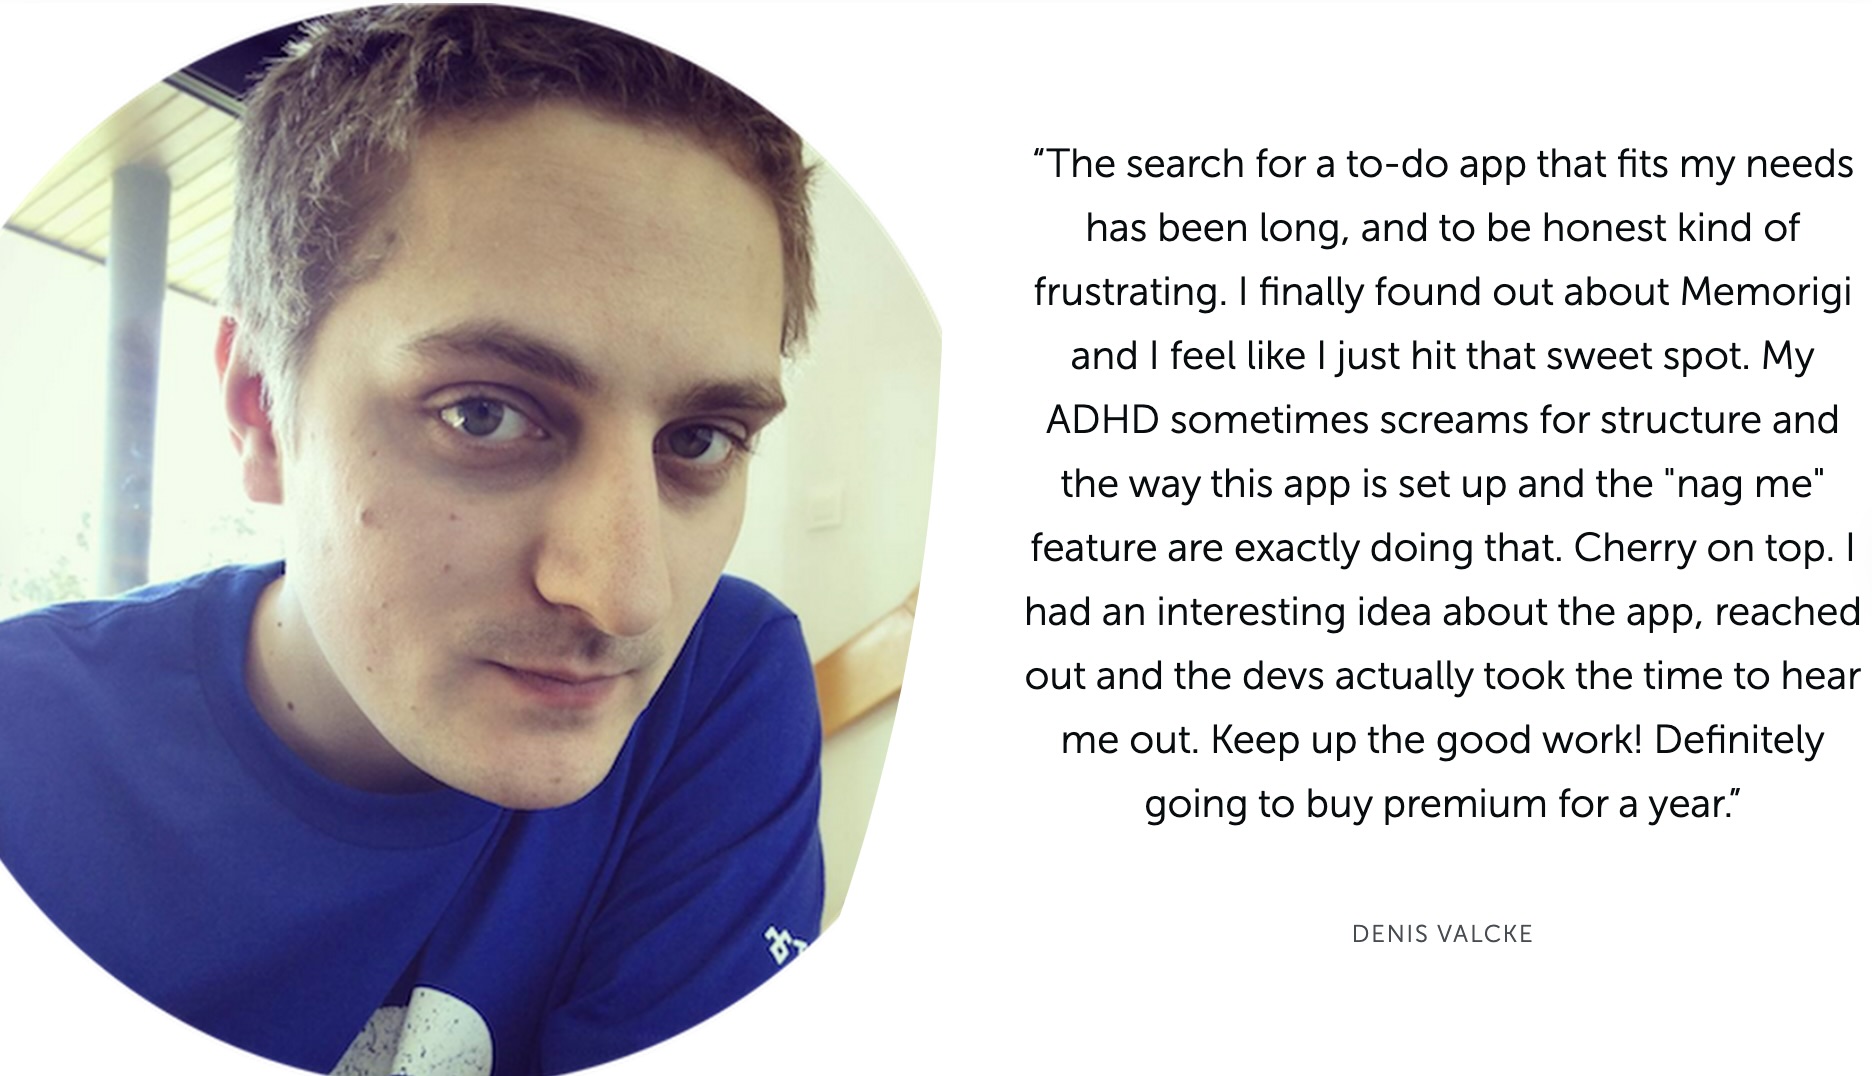 “The search for a to-do app that fits my needs
has been long, and to be honest kind of
frustrating. I finally found out about Memorigi
and I feel like I just hit that sweet spot. My
ADHD sometimes screams for structure and
the way this app is set up and the "nag me"
feature are exactly doing that. Cherry on top. I
had an interesting idea about the app, reached
out and the devs actually took the time to hear
me out. Keep up the good work! Definitely
going to buy premium for a year.”
DENIS VALCKE